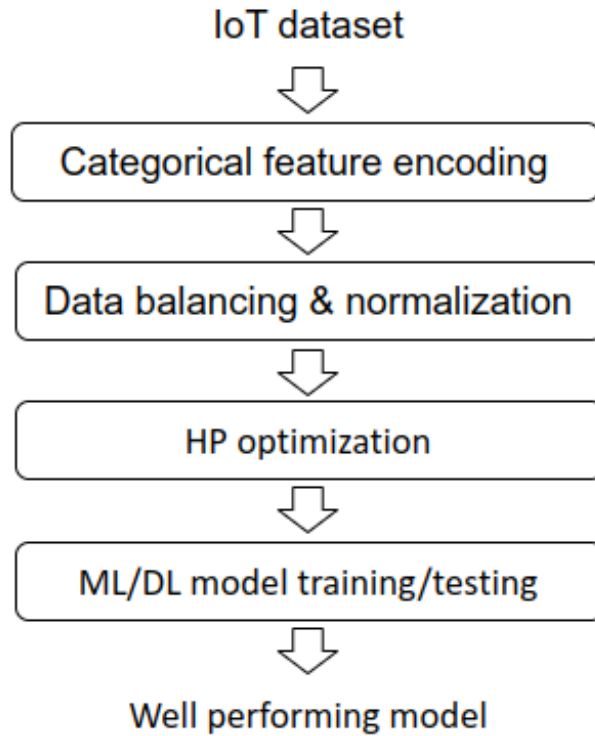 IoT dataset
Categorical feature encoding
Data balancing & normalization
HP optimization
ML/DL model training/testing
Well performing model